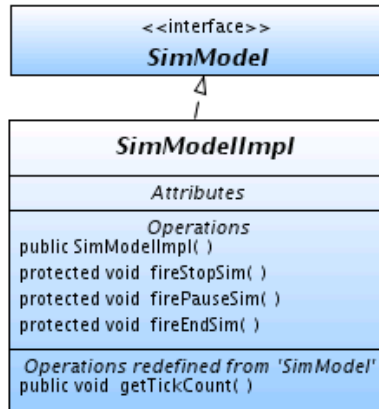 <<interface>>
SimModel
SimModelImpl
Attributes
Operations
public SimModelImpl( )
protected void fireStopSim( )
protected void firePauseSim( )
protected void fireEndSim( )
Operations redefined from 'SimModel'
public void getTickCount( )